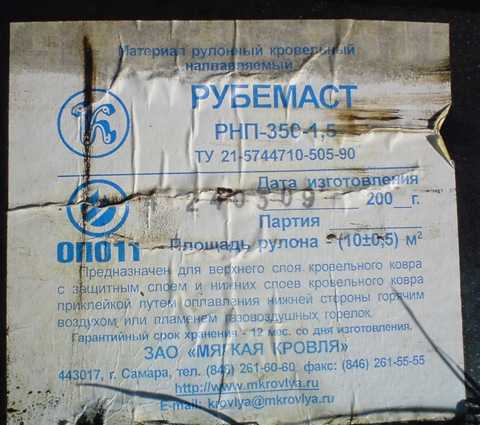 Материал рулонный кровельный
наплавляемый
РУБЕМАСТ
РНП-350-1,5
ТУ 21-5744710-505-90
Дата изготовления
240509 200 г.
Партия
ОП011
Площадь рулона - (10±0,5) м²
Предназначен для верхнего слоя кровельного ковра
с защитным слоем и нижних слоев кровельного ковра
приклейкой путем оплавления нижней стороны горячим
воздухом или пламенем газовоздушных горелок.
Гарантийный срок хранения - 12 мес. со дня изготовления.
ЗАО «МЯГКАЯ КРОВЛЯ»
443017, г. Самара, тел. (846) 261-60-60, факс: (846) 261-55-55
http://www.mkrovlya.ru
E-mail: krovlya@mkrovlya.ru